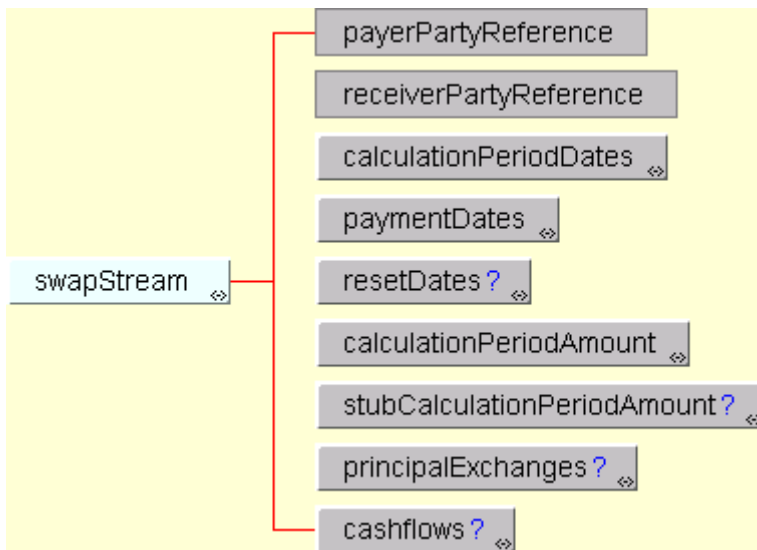 payerPartyReference
receiverPartyReference
calculationPeriodDates
paymentDates
swapStream
resetDates?
calculationPeriodAmount
stubCalculationPeriodAmount?
principalExchanges?
cashflows?